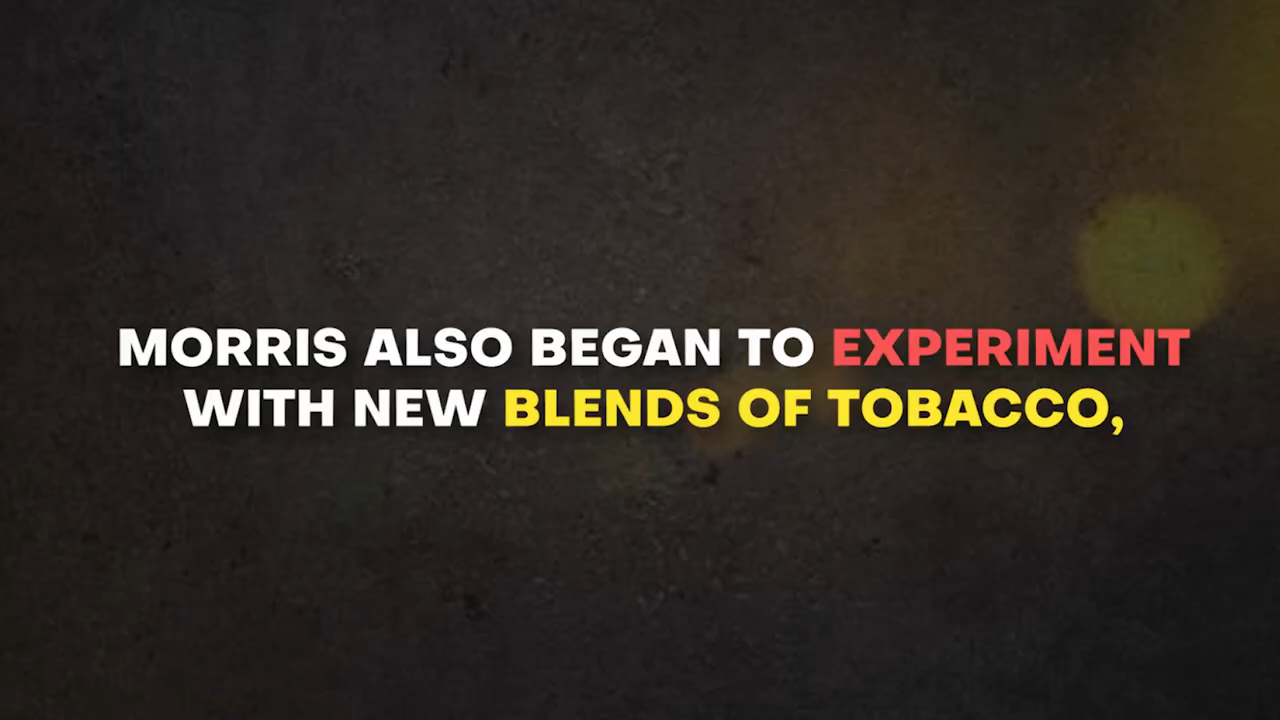 MORRIS ALSO BEGAN TO EXPERIMENT
WITH NEW BLENDS OF TOBACCO,